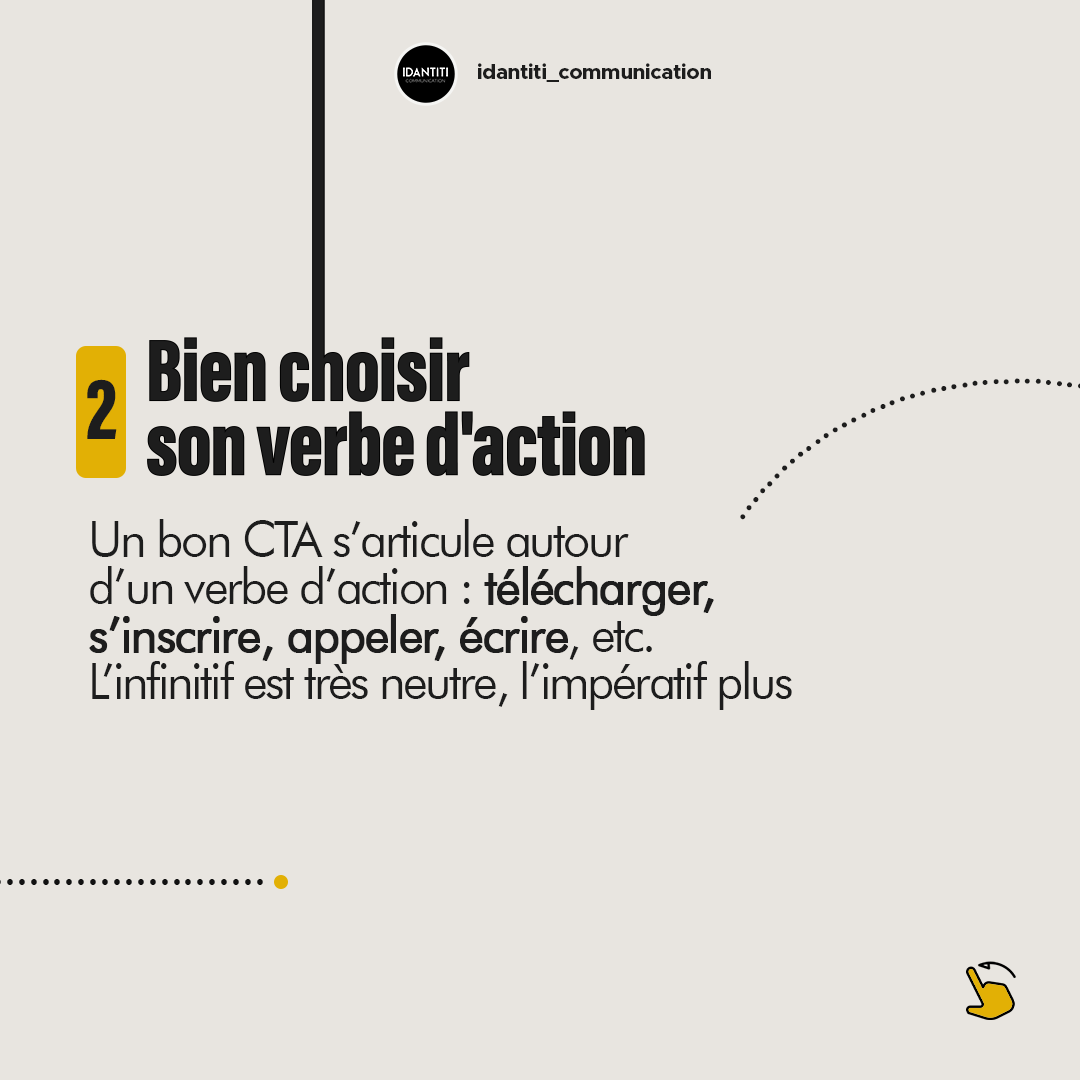 IDANTITI
COMMUNICATION
idantiti_communication
2
Bien choisir
son verbe d'action
Un bon CTA s’articule autour
d’un verbe d’action : télécharger,
s’inscrire, appeler, écrire, etc.
L’infinitif est très neutre, l’impératif plus